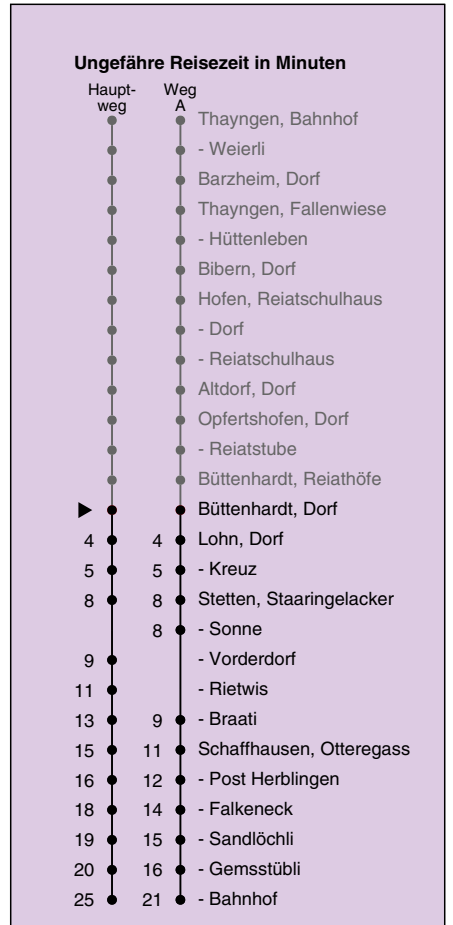 Ungefähre Reisezeit in Minuten
Haupt- Weg
weg A
Thayngen, Bahnhof
- Weierli
Barzheim, Dorf
Thayngen, Fallenwiese
- Hüttenleben
Bibern, Dorf
Hofen, Reiatschulhaus
- Dorf
- Reiatschulhaus
Altdorf, Dorf
Opfertshofen, Dorf
- Reiatstube
Büttenhardt, Reiathöfe
Büttenhardt, Dorf
4 4 Lohn, Dorf
5 5 - Kreuz
8 8 Stetten, Staaringelacker
8 - Sonne
9 - Vorderdorf
11 - Rietwis
13 9 - Braati
15 11 Schaffhausen, Otteregass
16 12 - Post Herblingen
18 14 - Falkeneck
19 15 - Sandlöchli
20 16 - Gemsstübli
25 21 - Bahnhof